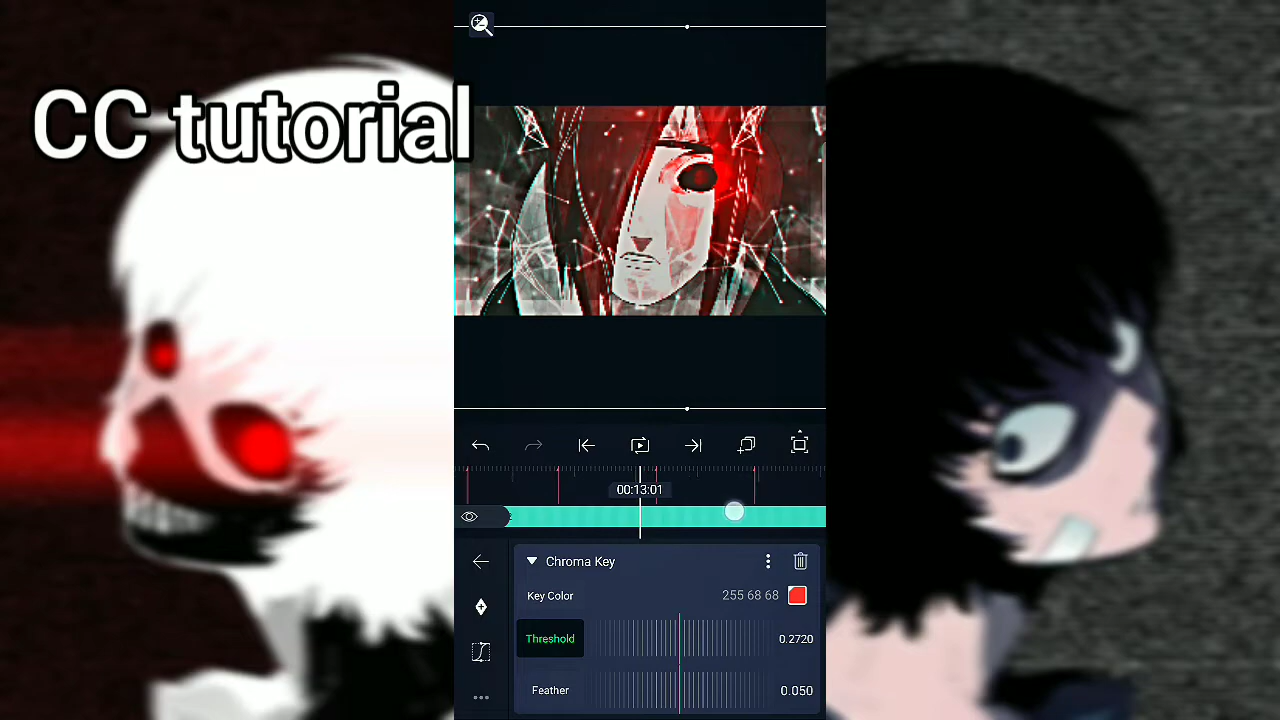 CC tutorial
00:13:01
Chroma Key
Key Color 255 68 68
Threshold 0.2720
Feather 0.050